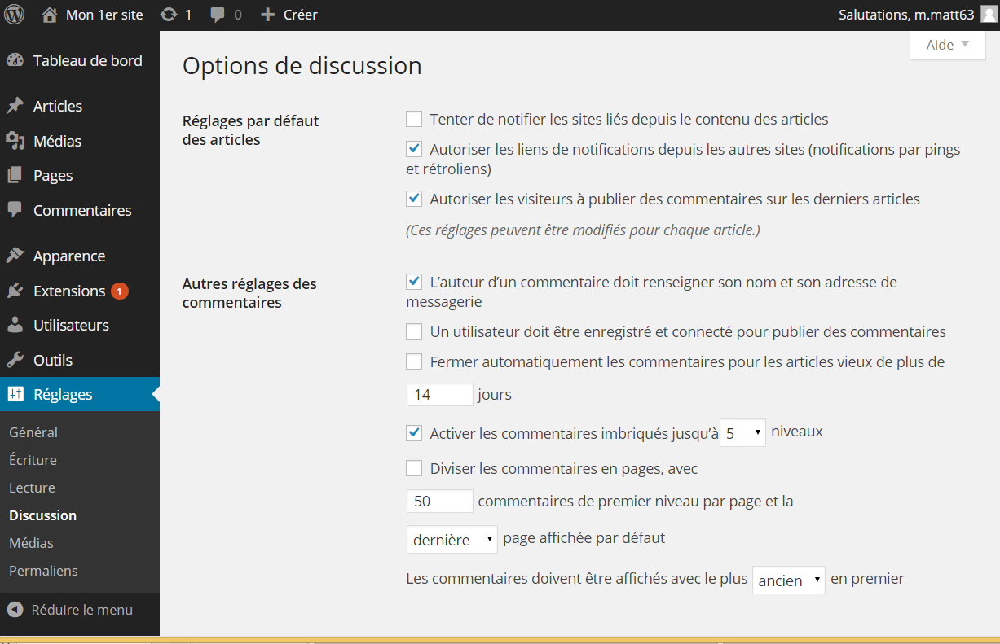 Mon 1er site 1 0 Créer Salutations, m.matt63
Aide
Tableau de bord
Articles
Médias
Pages
Commentaires
Apparence
Extensions 1
Utilisateurs
Outils
Réglages
Général
Écriture
Lecture
Discussion
Médias
Permaliens
Réduire le menu
Options de discussion
Réglages par défaut
des articles
Tenter de notifier les sites liés depuis le contenu des articles
Autoriser les liens de notifications depuis les autres sites (notifications par pings
et rétroliens)
Autoriser les visiteurs à publier des commentaires sur les derniers articles
(Ces réglages peuvent être modifiés pour chaque article.)
Autres réglages des
commentaires
L’auteur d’un commentaire doit renseigner son nom et son adresse de
messagerie
Un utilisateur doit être enregistré et connecté pour publier des commentaires
Fermer automatiquement les commentaires pour les articles vieux de plus de
14 jours
Activer les commentaires imbriqués jusqu’à 5 niveaux
Diviser les commentaires en pages, avec
50 commentaires de premier niveau par page et la
dernière page affichée par défaut
Les commentaires doivent être affichés avec le plus ancien en premier